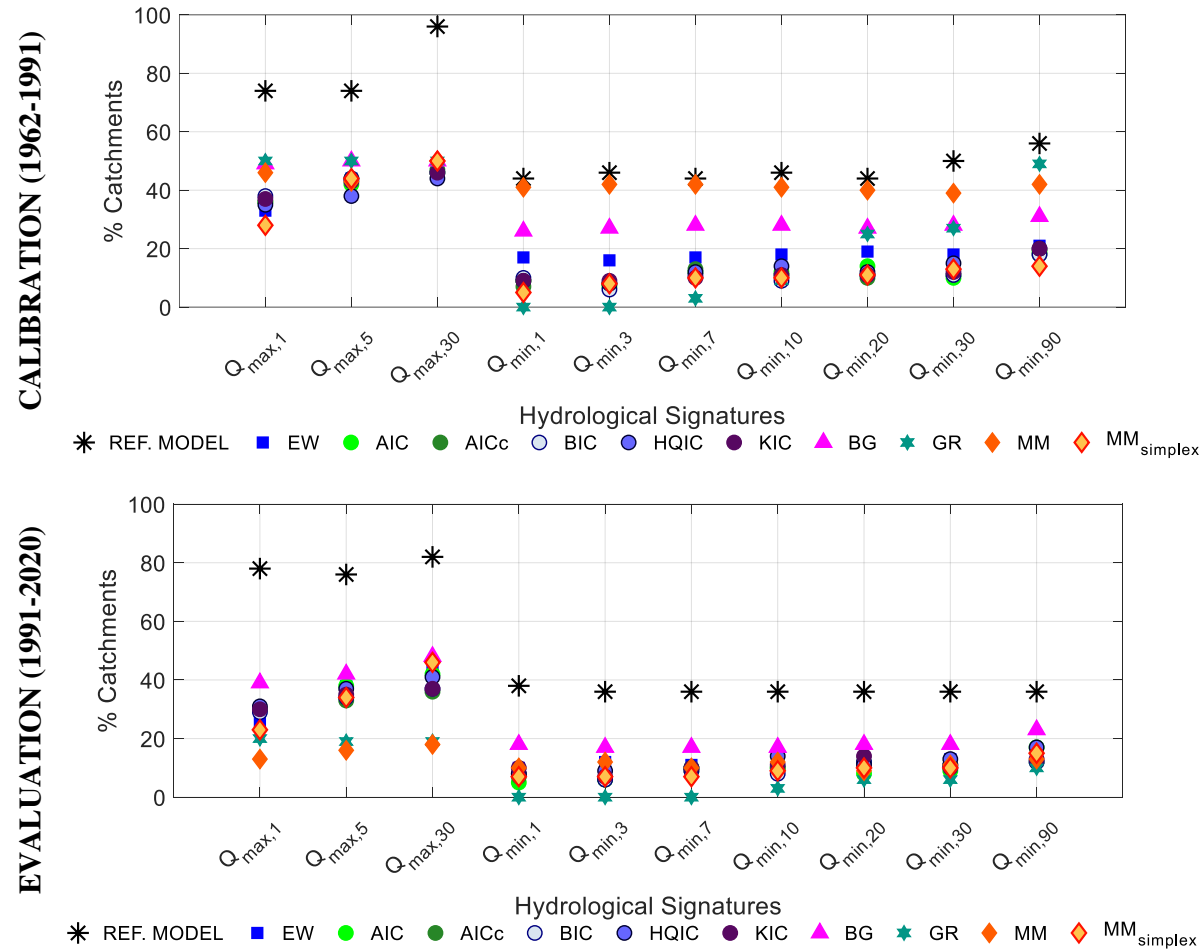 CALIBRATION (1962-1991)
% Catchments
100
80
60
40
20
0
Q max,1
Q max,5
Q max,30
Q min,1
Q min,3
Q min,7
Q min,10
Q min,20
Q min,30
Q min,90
Hydrological Signatures
REF. MODEL EW AIC AICc BIC HQIC KIC BG GR MM MM simplex
EVALUATION (1991-2020)
% Catchments
100
80
60
40
20
0
Q max,1
Q max,5
Q max,30
Q min,1
Q min,3
Q min,7
Q min,10
Q min,20
Q min,30
Q min,90
Hydrological Signatures
REF. MODEL EW AIC AICc BIC HQIC KIC BG GR MM MM simplex